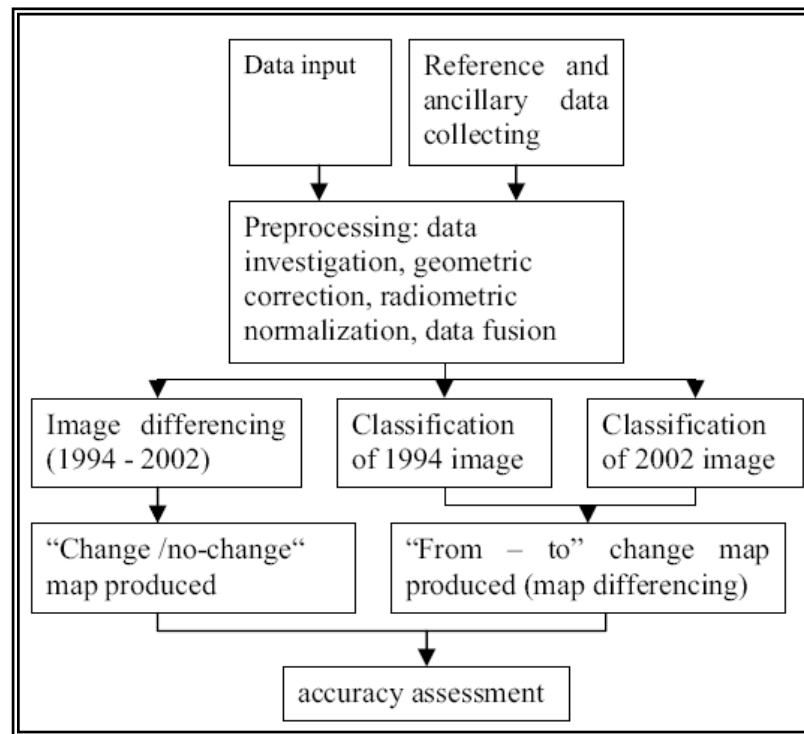 Data input
Reference and
ancillary data
collecting
Preprocessing: data
investigation, geometric
correction, radiometric
normalization, data fusion
Image differencing
(1994 - 2002)
Classification
of 1994 image
Classification
of 2002 image
“Change /no-change“
map produced
“From – to” change map
produced (map differencing)
accuracy assessment